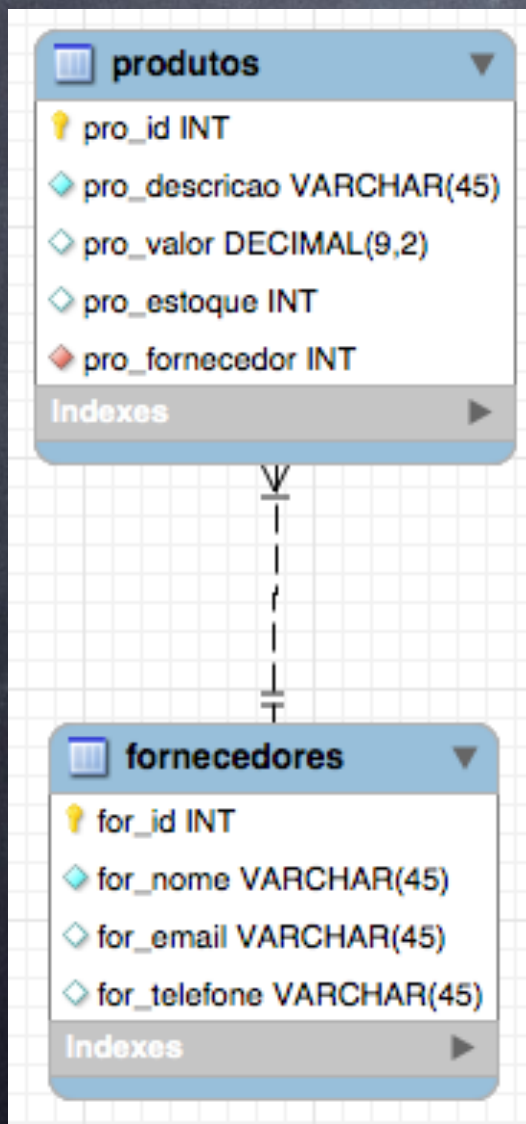 produtos
pro_id INT
pro_descricao VARCHAR(45)
pro_valor DECIMAL(9,2)
pro_estoque INT
pro_fornecedor INT
Indexes
fornecedores
for_id INT
for_nome VARCHAR(45)
for_email VARCHAR(45)
for_telefone VARCHAR(45)
Indexes